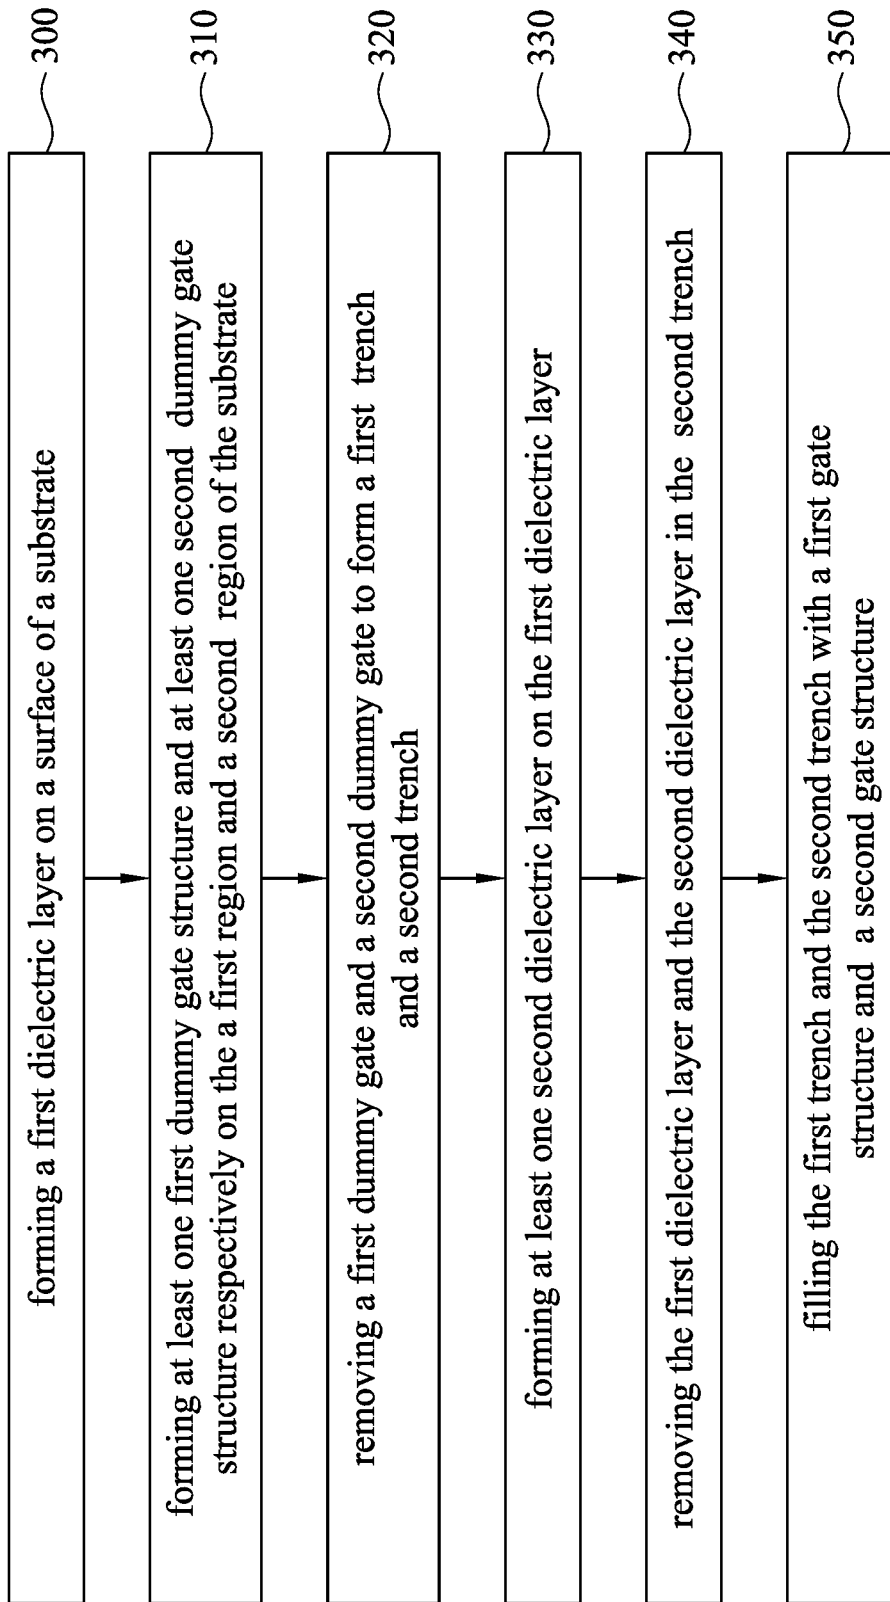 forming a first dielectric layer on a surface of a substrate
300
forming at least one first dummy gate structure and at least one second dummy gate
structure respectively on the a first region and a second region of the substrate
310
removing a first dummy gate and a second dummy gate to form a first trench
and a second trench
320
forming at least one second dielectric layer on the first dielectric layer
330
removing the first dielectric layer and the second dielectric layer in the second trench
340
filling the first trench and the second trench with a first gate
structure and a second gate structure
350